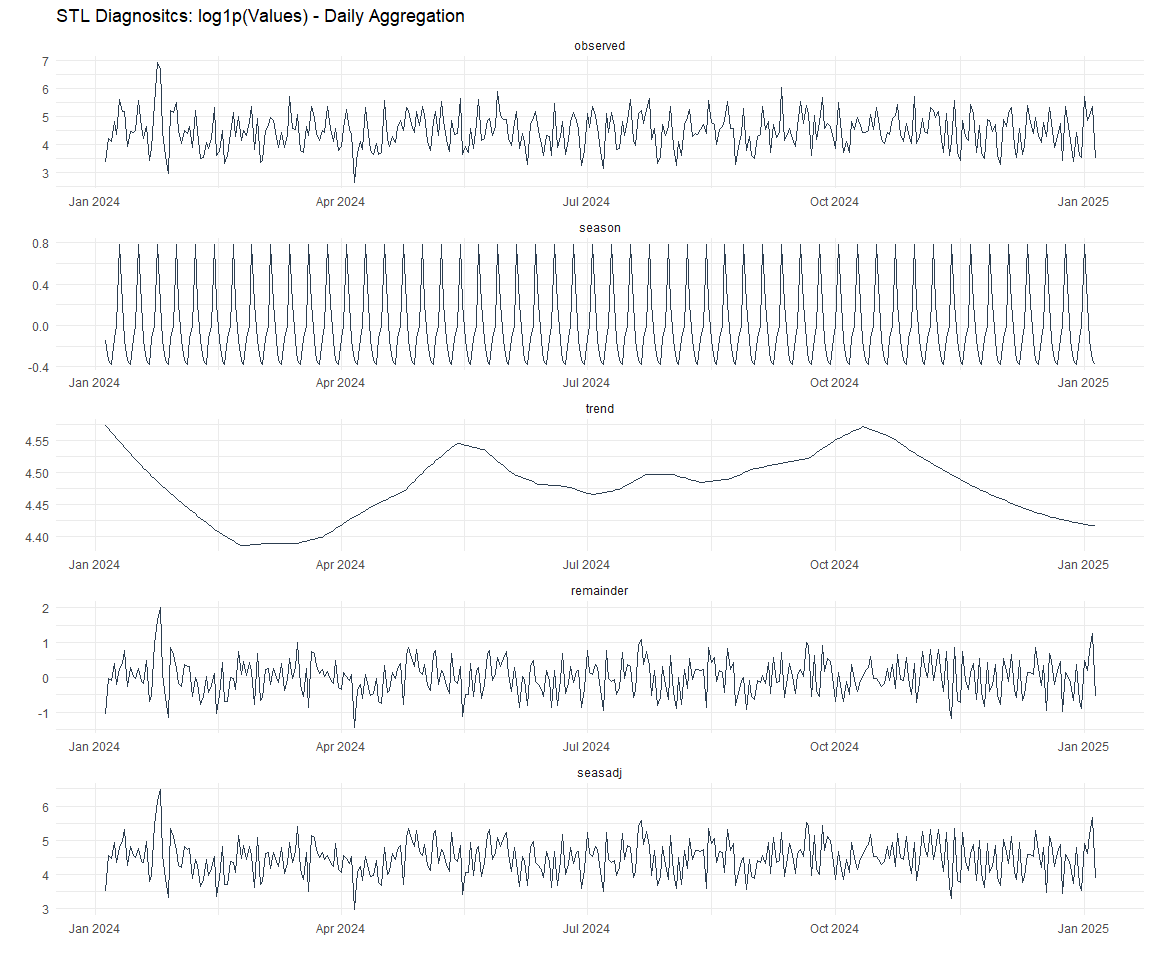 STL Diagnositcs: log1p(Values) - Daily Aggregation
observed
7
6
5
4
3
Jan 2024 Apr 2024 Jul 2024 Oct 2024 Jan 2025
season
0.8
0.4
0.0
-0.4
Jan 2024 Apr 2024 Jul 2024 Oct 2024 Jan 2025
trend
4.55
4.50
4.45
4.40
Jan 2024 Apr 2024 Jul 2024 Oct 2024 Jan 2025
remainder
2
1
0
-1
Jan 2024 Apr 2024 Jul 2024 Oct 2024 Jan 2025
seasadj
6
5
4
3
Jan 2024 Apr 2024 Jul 2024 Oct 2024 Jan 2025